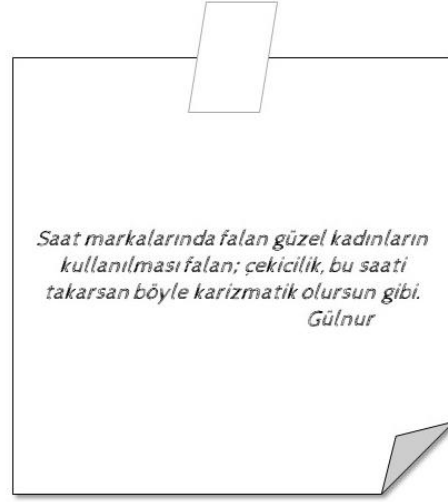 Saat markalarında falan güzel kadınların
kullanılması falan; çekicilik, bu saati
takarsan böyle karizmatik olursun gibi.
Gülnur